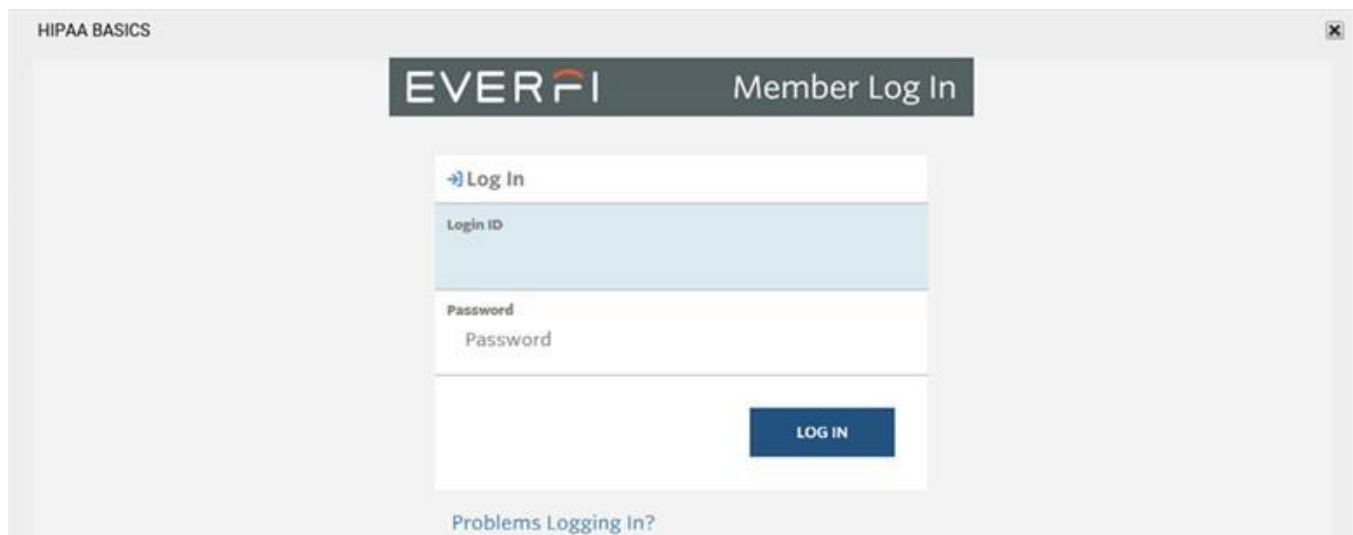 HIPAA BASICS
EVERFI Member Log In
Log In
Login ID
Password
Password
LOG IN
Problems Logging In?